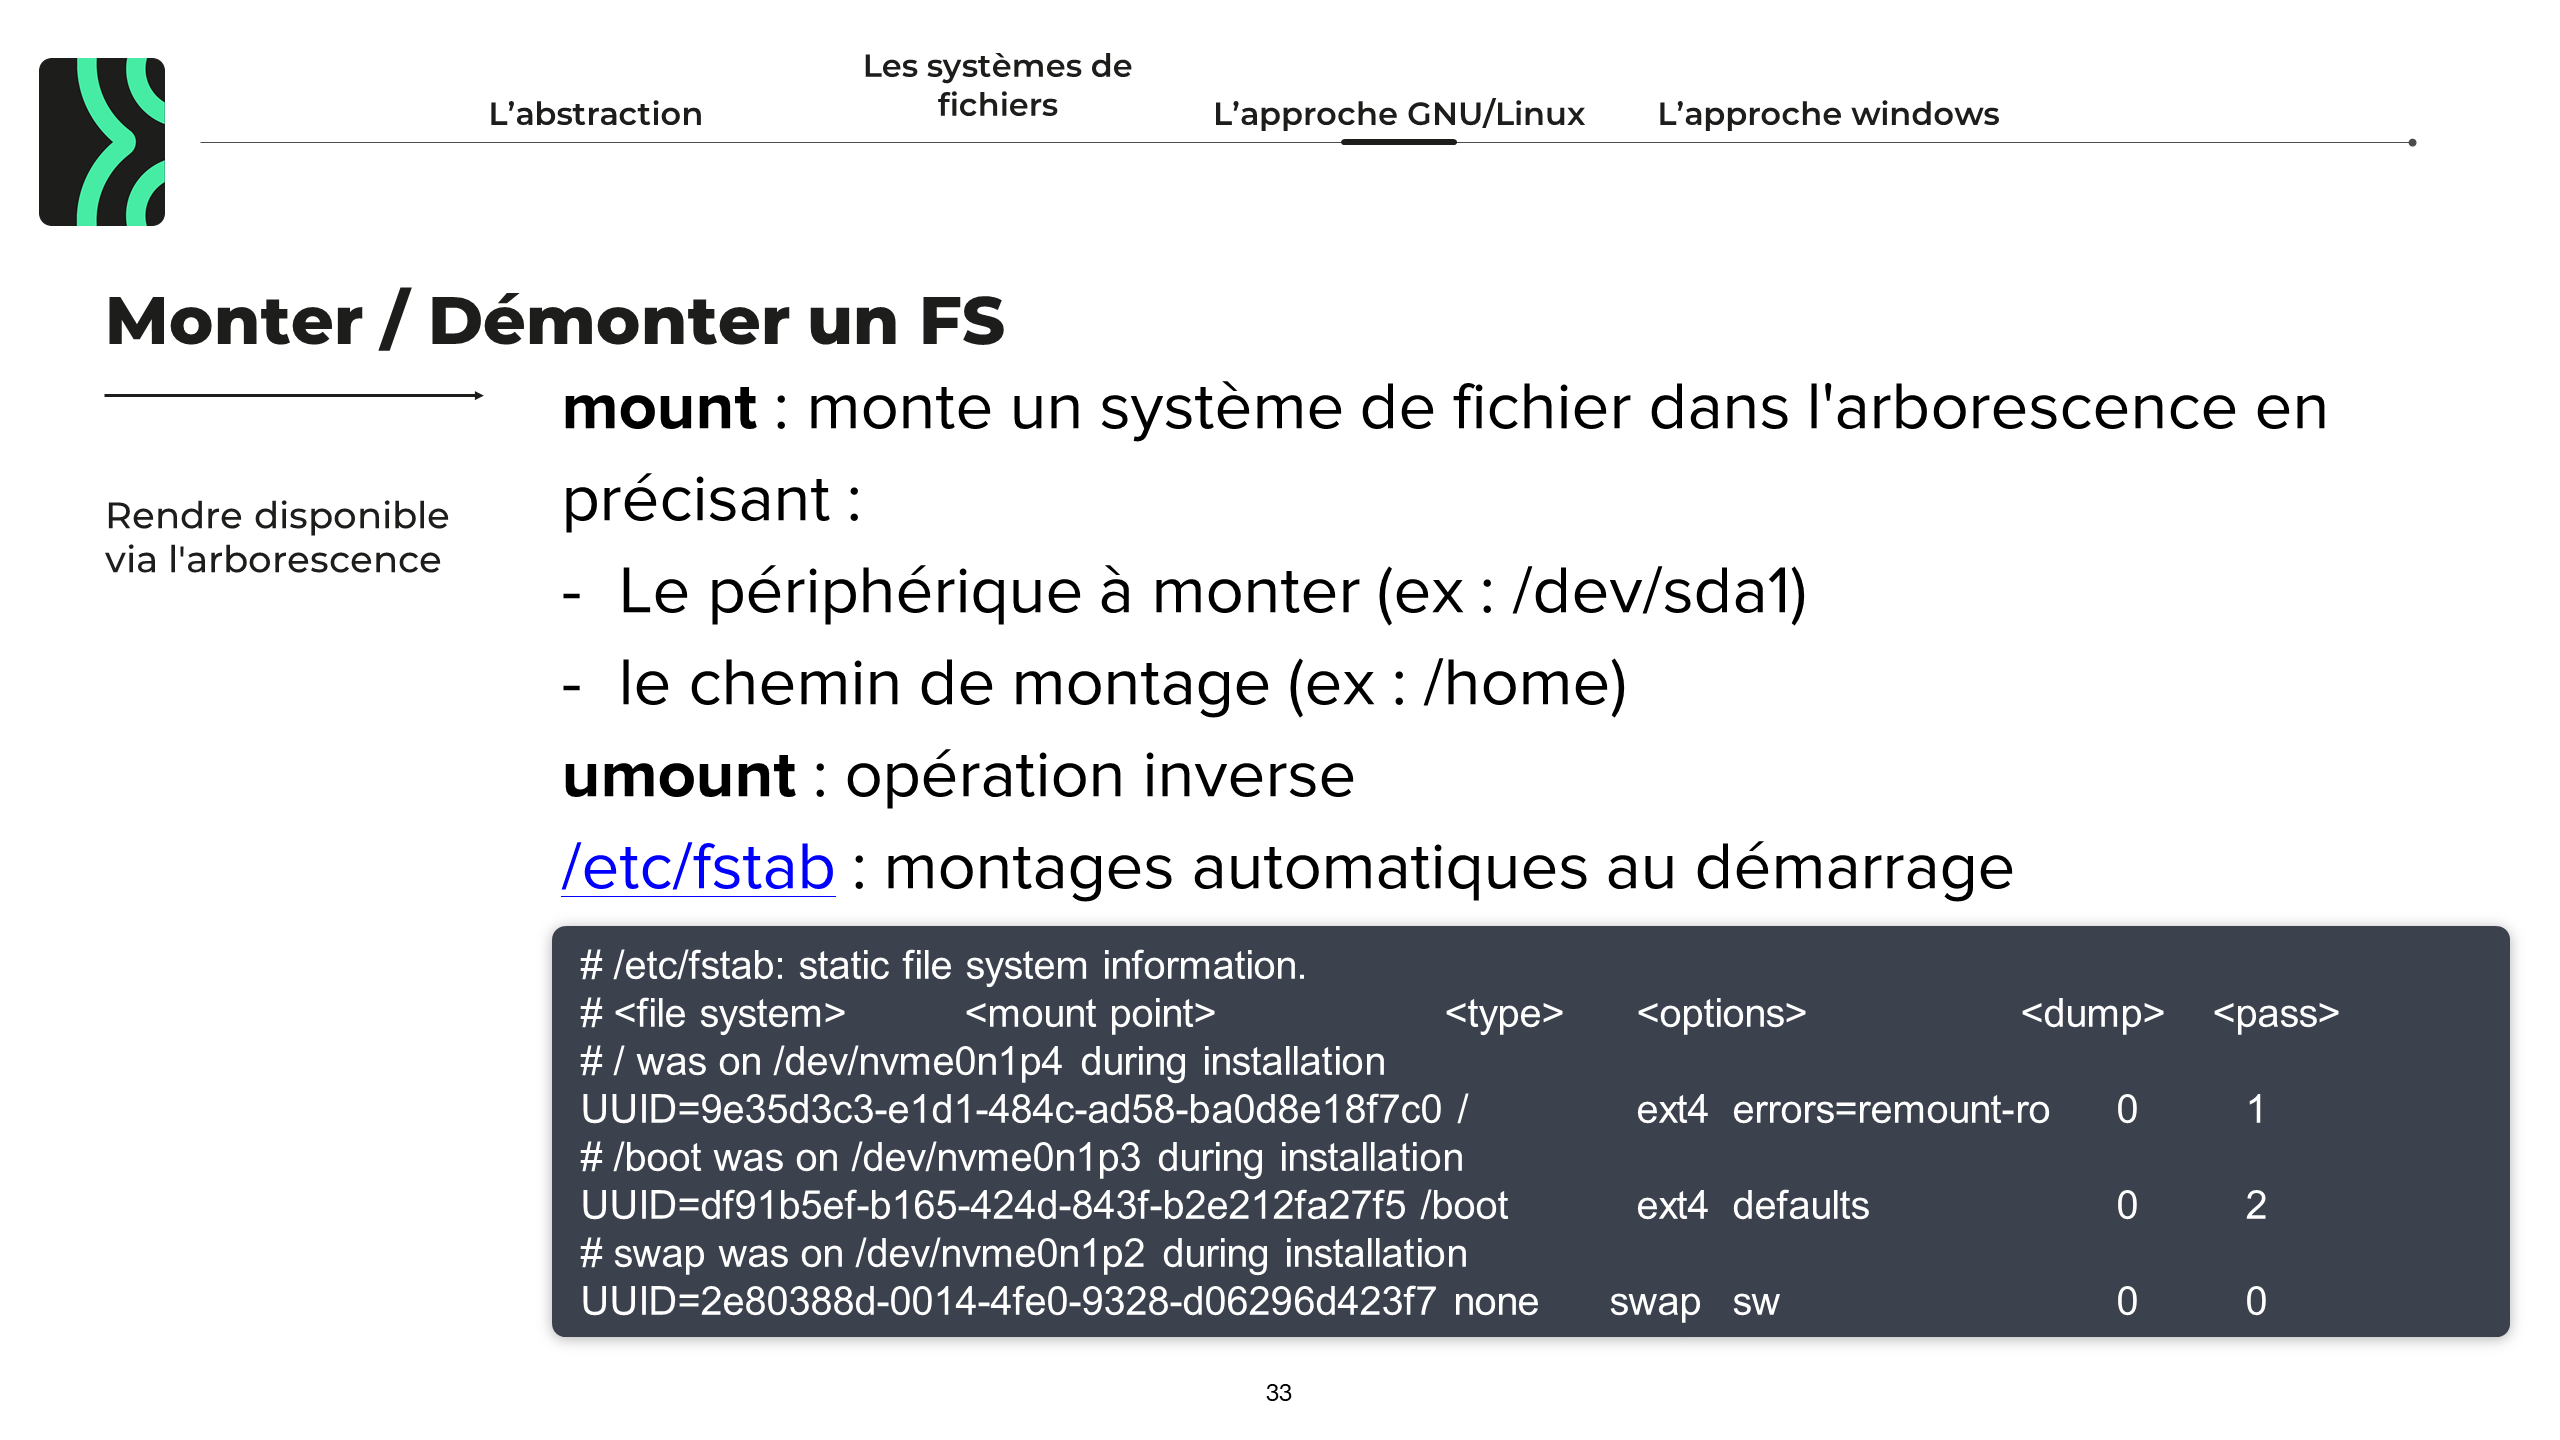 L’abstraction
Les systèmes de
fichiers
L’approche GNU/Linux
L’approche windows
Monter / Démonter un FS
Rendre disponible
via l'arborescence
mount : monte un système de fichier dans l'arborescence en
précisant :
- Le périphérique à monter (ex : /dev/sda1)
- le chemin de montage (ex : /home)
umount : opération inverse
/etc/fstab : montages automatiques au démarrage
# /etc/fstab: static file system information.
# <file system> <mount point> <type> <options> <dump> <pass>
# / was on /dev/nvme0n1p4 during installation
UUID=9e35d3c3-e1d1-484c-ad58-ba0d8e18f7c0 / ext4 errors=remount-ro 0 1
# /boot was on /dev/nvme0n1p3 during installation
UUID=df91b5ef-b165-424d-843f-b2e212fa27f5 /boot ext4 defaults 0 2
# swap was on /dev/nvme0n1p2 during installation
UUID=2e80388d-0014-4fe0-9328-d06296d423f7 none swap sw 0 0
33